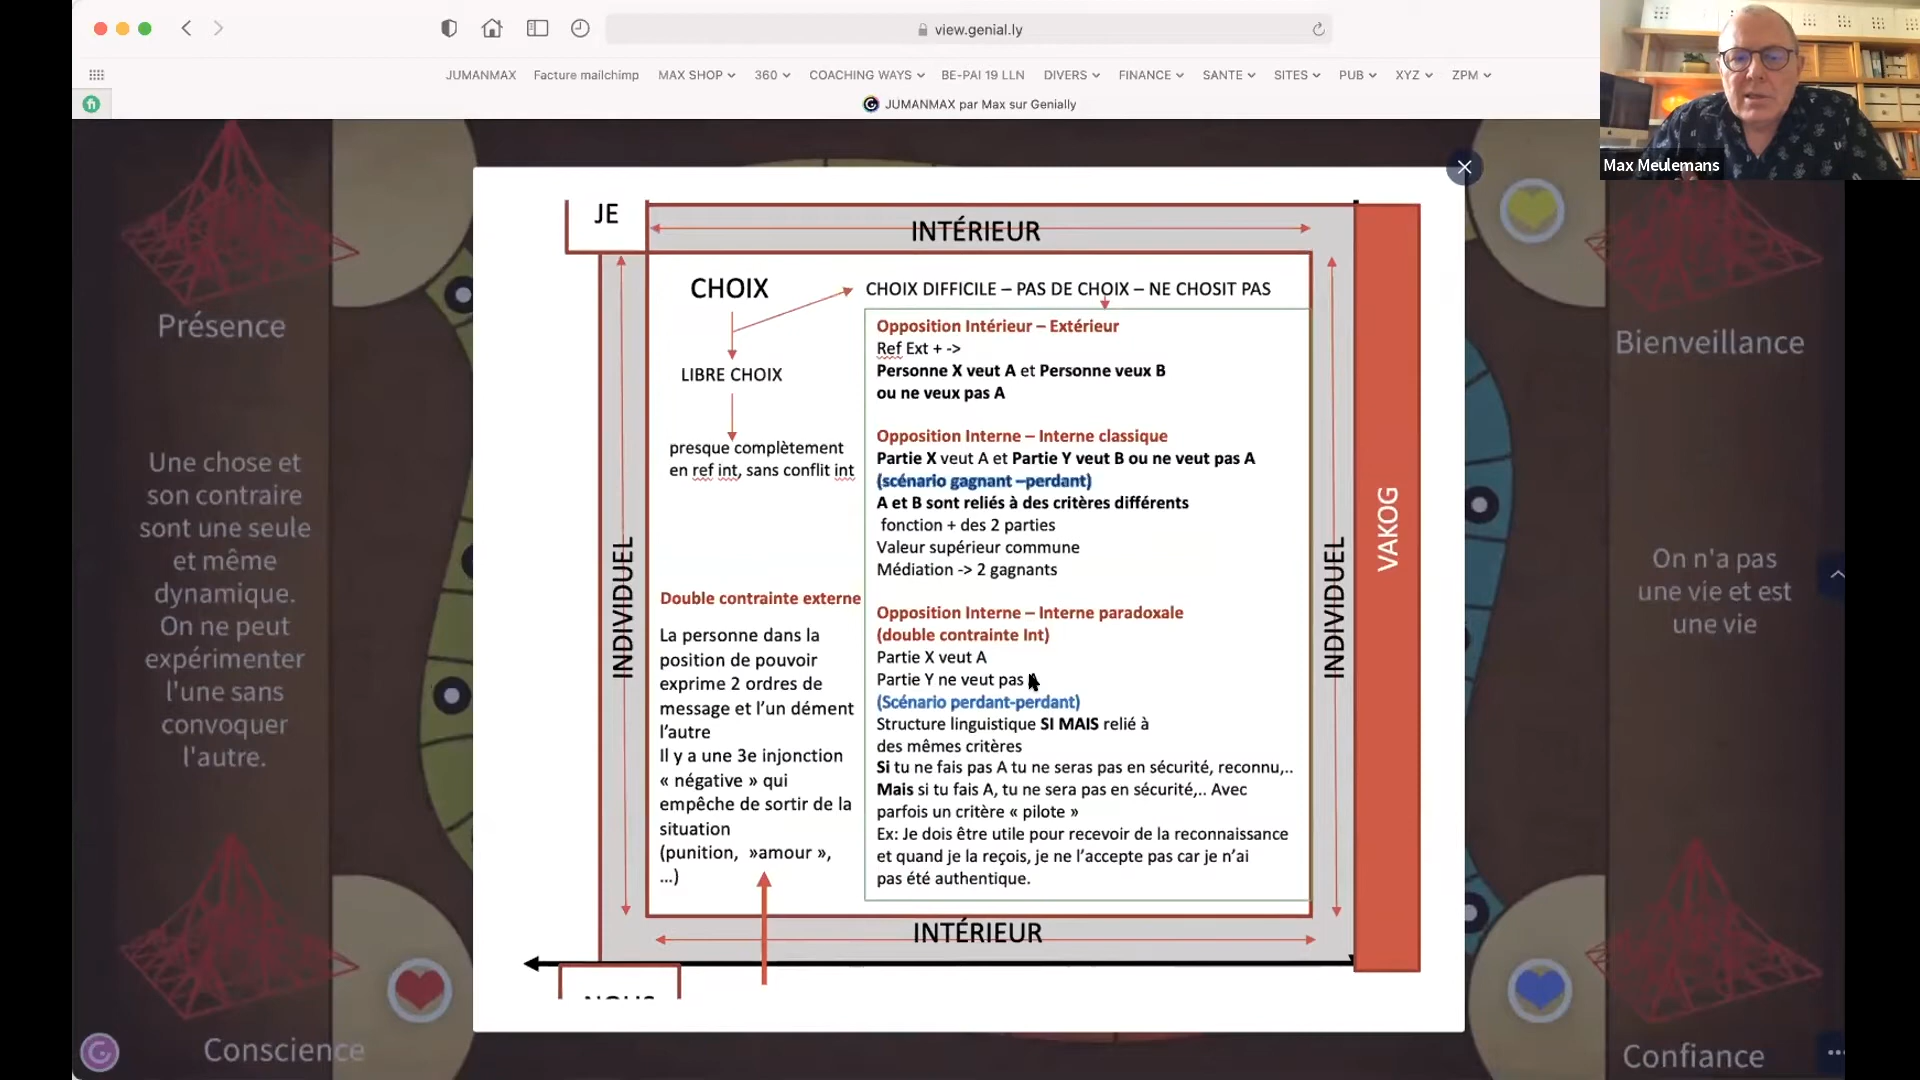 view.genial.ly
JUMANMAX
Facture mailchimp
MAX SHOP
360
COACHING WAYS
BE-PAI 19 LLN
DIVERS
FINANCE
SANTE
SITES
PUB
XYZ
ZPM
JUMANMAX par Max sur Genially
Max Meulemans
Présence
Une chose et
son contraire
sont une seule
et même
dynamique.
On ne peut
expérimenter
l'une sans
convoquer
l'autre.
Conscience
JE
INTÉRIEUR
INDIVIDUEL
CHOIX
LIBRE CHOIX
presque complètement
en ref int, sans conflit int
Double contrainte externe
La personne dans la
position de pouvoir
exprime 2 ordres de
message et l’un dément
l’autre
Il y a une 3e injonction
« négative » qui
empêche de sortir de la
situation
(punition, »amour »,
...)
CHOIX DIFFICILE – PAS DE CHOIX – NE CHOSIT PAS
Opposition Intérieur – Extérieur
Ref Ext + ->
Personne X veut A et Personne veux B
ou ne veux pas A
Opposition Interne – Interne classique
Partie X veut A et Partie Y veut B ou ne veut pas A
(scénario gagnant –perdant)
A et B sont reliés à des critères différents
fonction + des 2 parties
Valeur supérieur commune
Médiation -> 2 gagnants
Opposition Interne – Interne paradoxale
(double contrainte Int)
Partie X veut A
Partie Y ne veut pas
(Scénario perdant-perdant)
Structure linguistique SI MAIS relié à
des mêmes critères
Si tu ne fais pas A tu ne seras pas en sécurité, reconnu,..
Mais si tu fais A, tu ne sera pas en sécurité,.. Avec
parfois un critère « pilote »
Ex: Je dois être utile pour recevoir de la reconnaissance
et quand je la reçois, je ne l’accepte pas car je n’ai
pas été authentique.
INDIVIDUEL
VAKOG
INTÉRIEUR
NOUS
Bienveillance
On n'a pas
une vie et est
une vie
Confiance